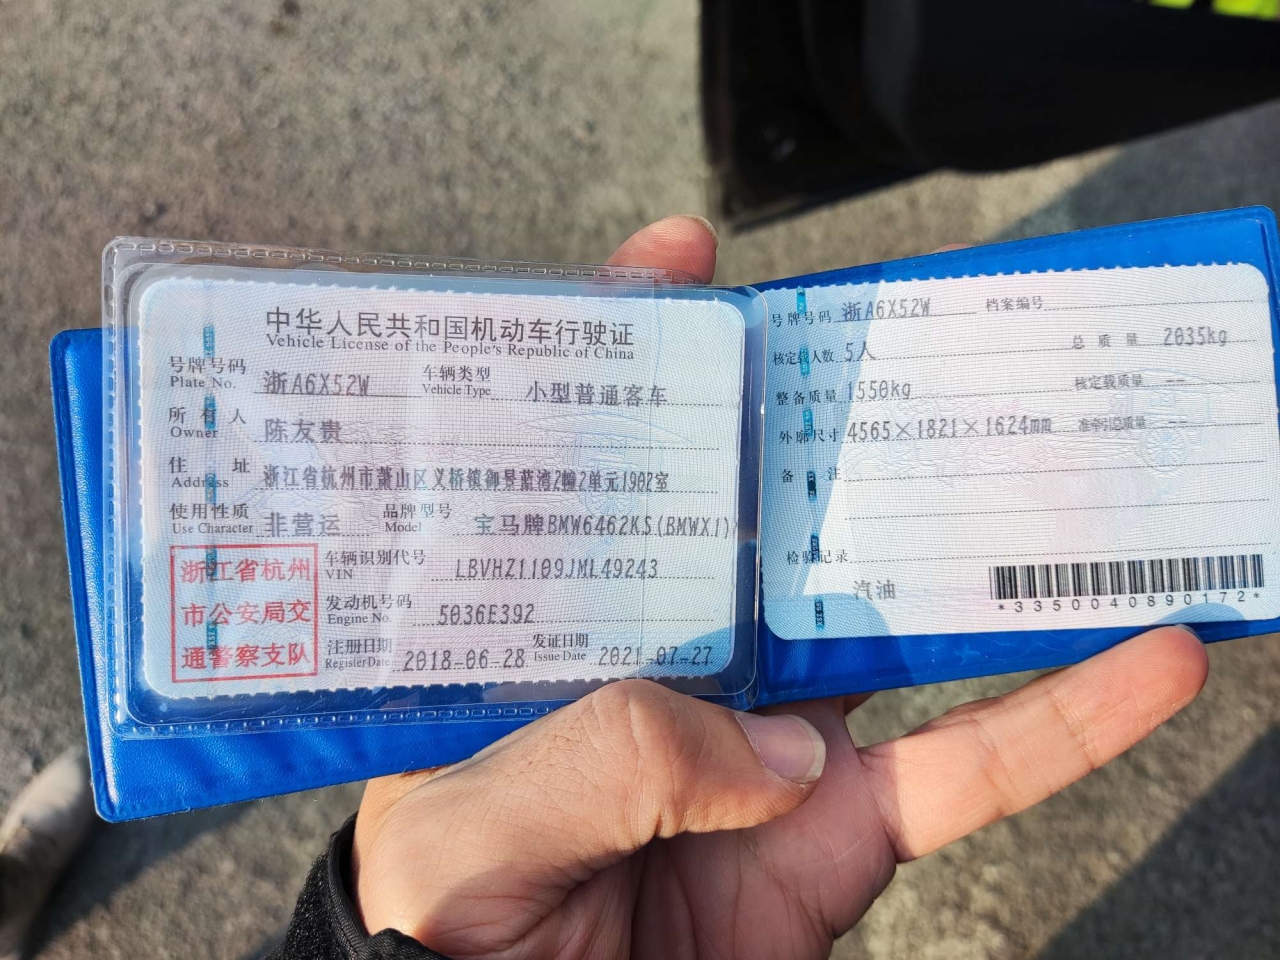 中华人民共和国机动车行驶证
Vehicle License of the People's Republic of China
号牌号码 浙A6X52W 车辆类型 小型普通客车
Plate No. Vehicle Type
所有人 陈友贵
Owner
住址 浙江省杭州市萧山区义桥镇御景蓝湾2幢2单元1902室
Address
使用性质 非营运 品牌型号 宝马牌BMW6462KS(BMWX1)
Use Character Model
浙江省杭州
市公安局交
通警察支队
车辆识别代号 LBVHZ1109JML49243
VIN
发动机号码 5036E392
Engine No.
注册日期 2018-06-28 发证日期 2021-07-27
Register Date Issue Date
号牌号码 浙A6X52W 档案编号
核定载人数 5人 总质量 2035kg
整备质量 1550kg 核定载质量 --
外廓尺寸 4565×1821×1624mm 准牵引总质量 --
备注
检验记录
汽油
*3350040890172*